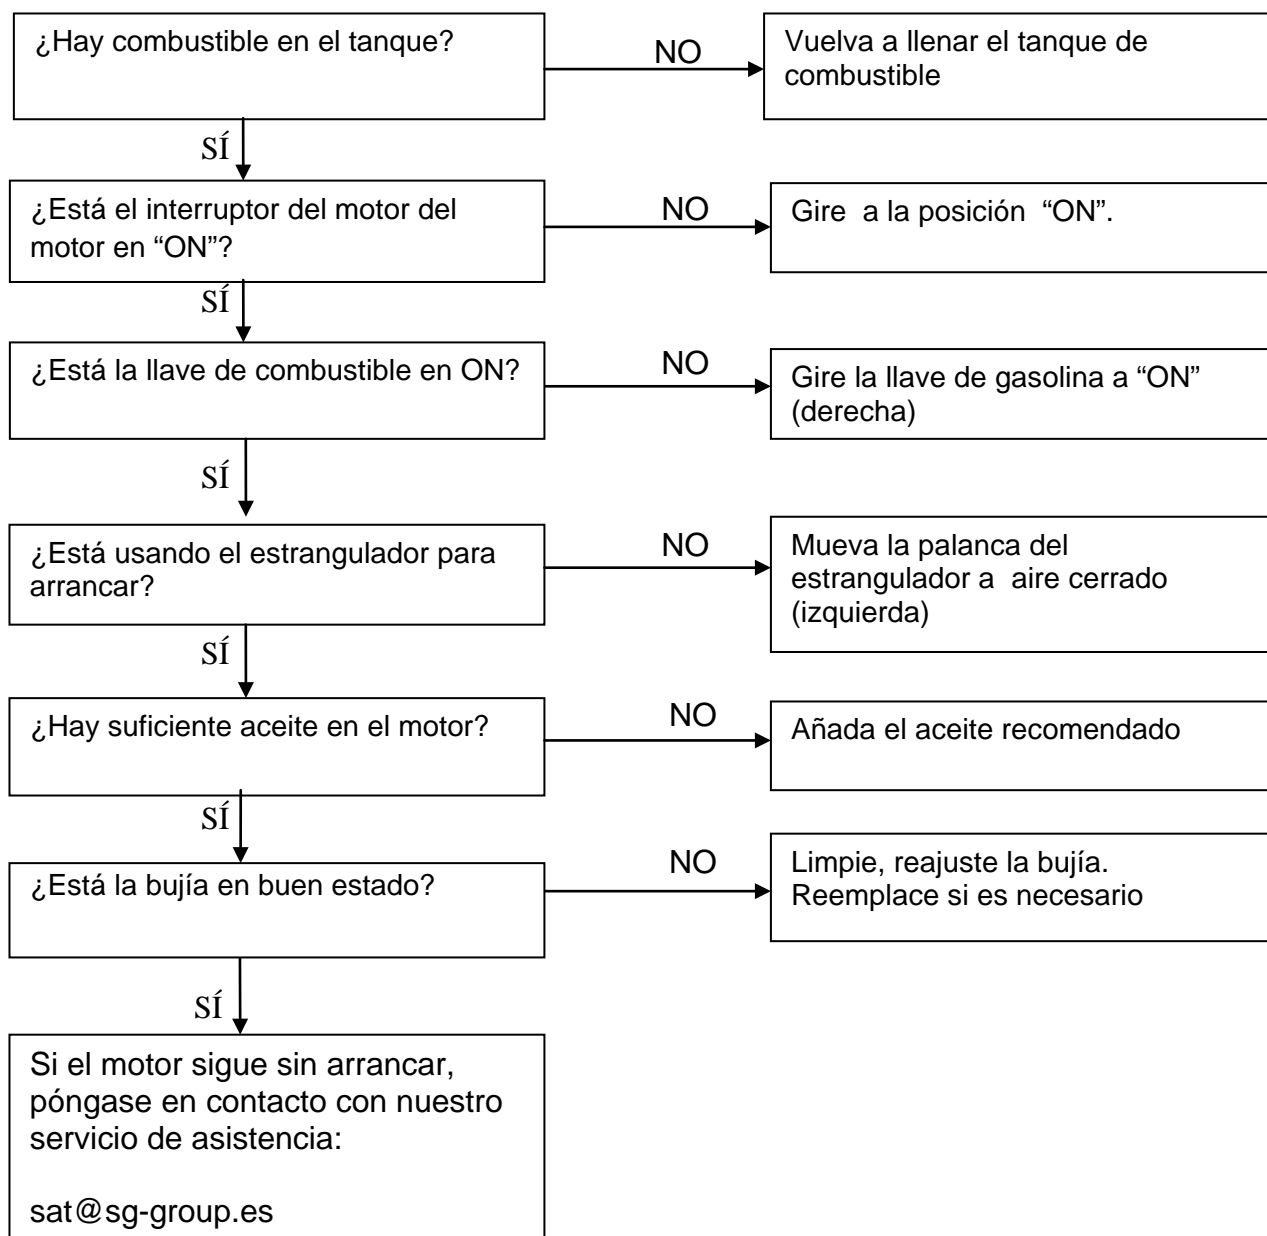 ¿Hay combustible en el tanque?
NO
Vuelva a llenar el tanque de
combustible
SÍ
¿Está el interruptor del motor del
motor en “ON”?
NO
Gire a la posición “ON”.
SÍ
¿Está la llave de combustible en ON?
NO
Gire la llave de gasolina a “ON”
(derecha)
SÍ
¿Está usando el estrangulador para
arrancar?
NO
Mueva la palanca del
estrangulador a aire cerrado
(izquierda)
SÍ
¿Hay suficiente aceite en el motor?
NO
Añada el aceite recomendado
SÍ
¿Está la bujía en buen estado?
NO
Limpie, reajuste la bujía.
Reemplace si es necesario
SÍ
Si el motor sigue sin arrancar,
póngase en contacto con nuestro
servicio de asistencia:
sat@sg-group.es